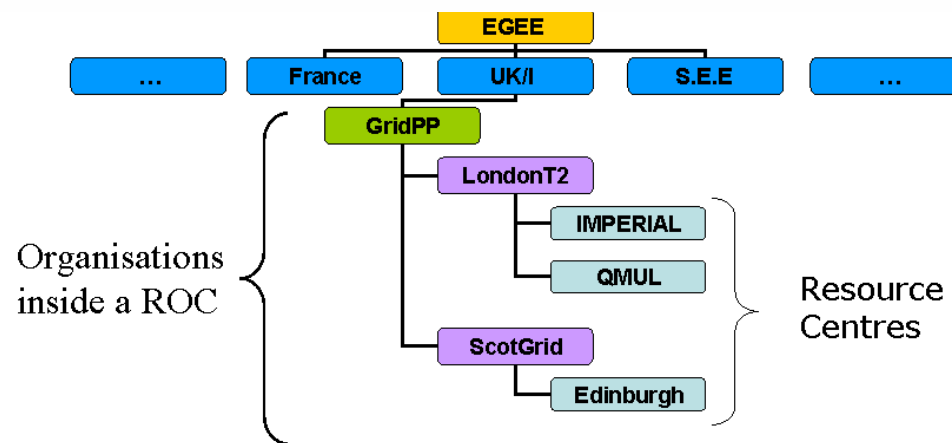 EGEE
...
France
UK/I
S.E.E
...
GridPP
LondonT2
IMPERIAL
Organisations
inside a ROC
QMUL
Resource
Centres
ScotGrid
Edinburgh